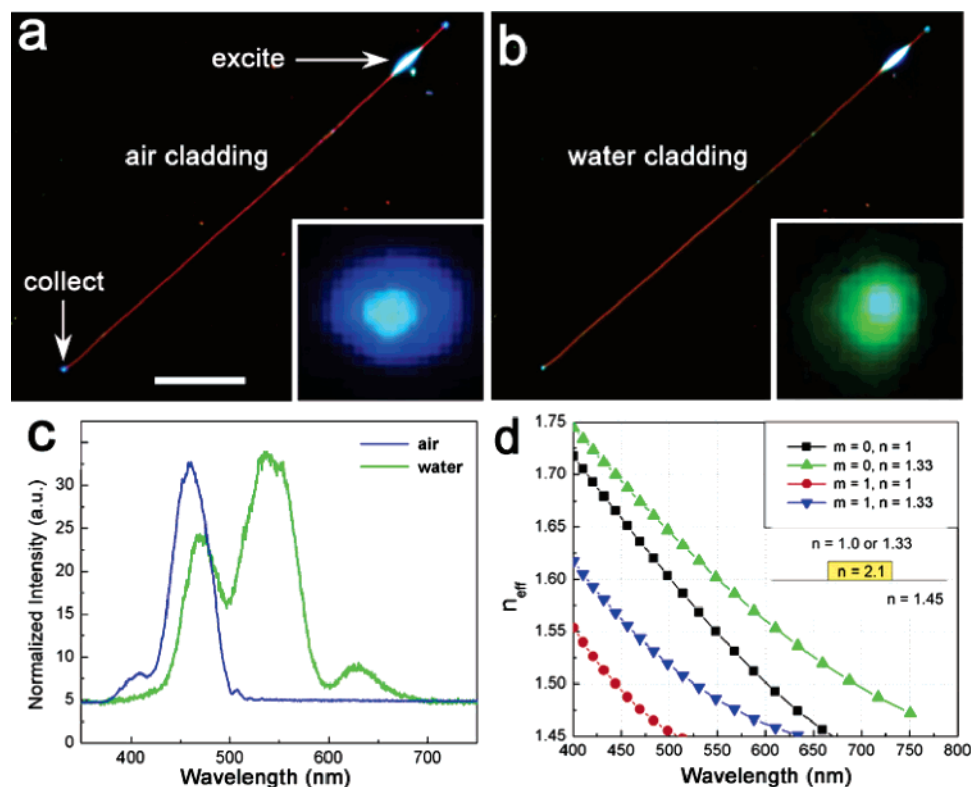 a
excite
air cladding
collect
b
water cladding
c
air
water
Normalized Intensity (a.u.)
30
25
20
15
10
5
0
400
500
600
700
Wavelength (nm)
d
m = 0, n = 1
m = 0, n = 1.33
m = 1, n = 1
m = 1, n = 1.33
n = 1.0 or 1.33
n = 2.1
n = 1.45
neff
1.75
1.70
1.65
1.60
1.55
1.50
1.45
400 450 500 550 600 650 700 750 800
Wavelength (nm)